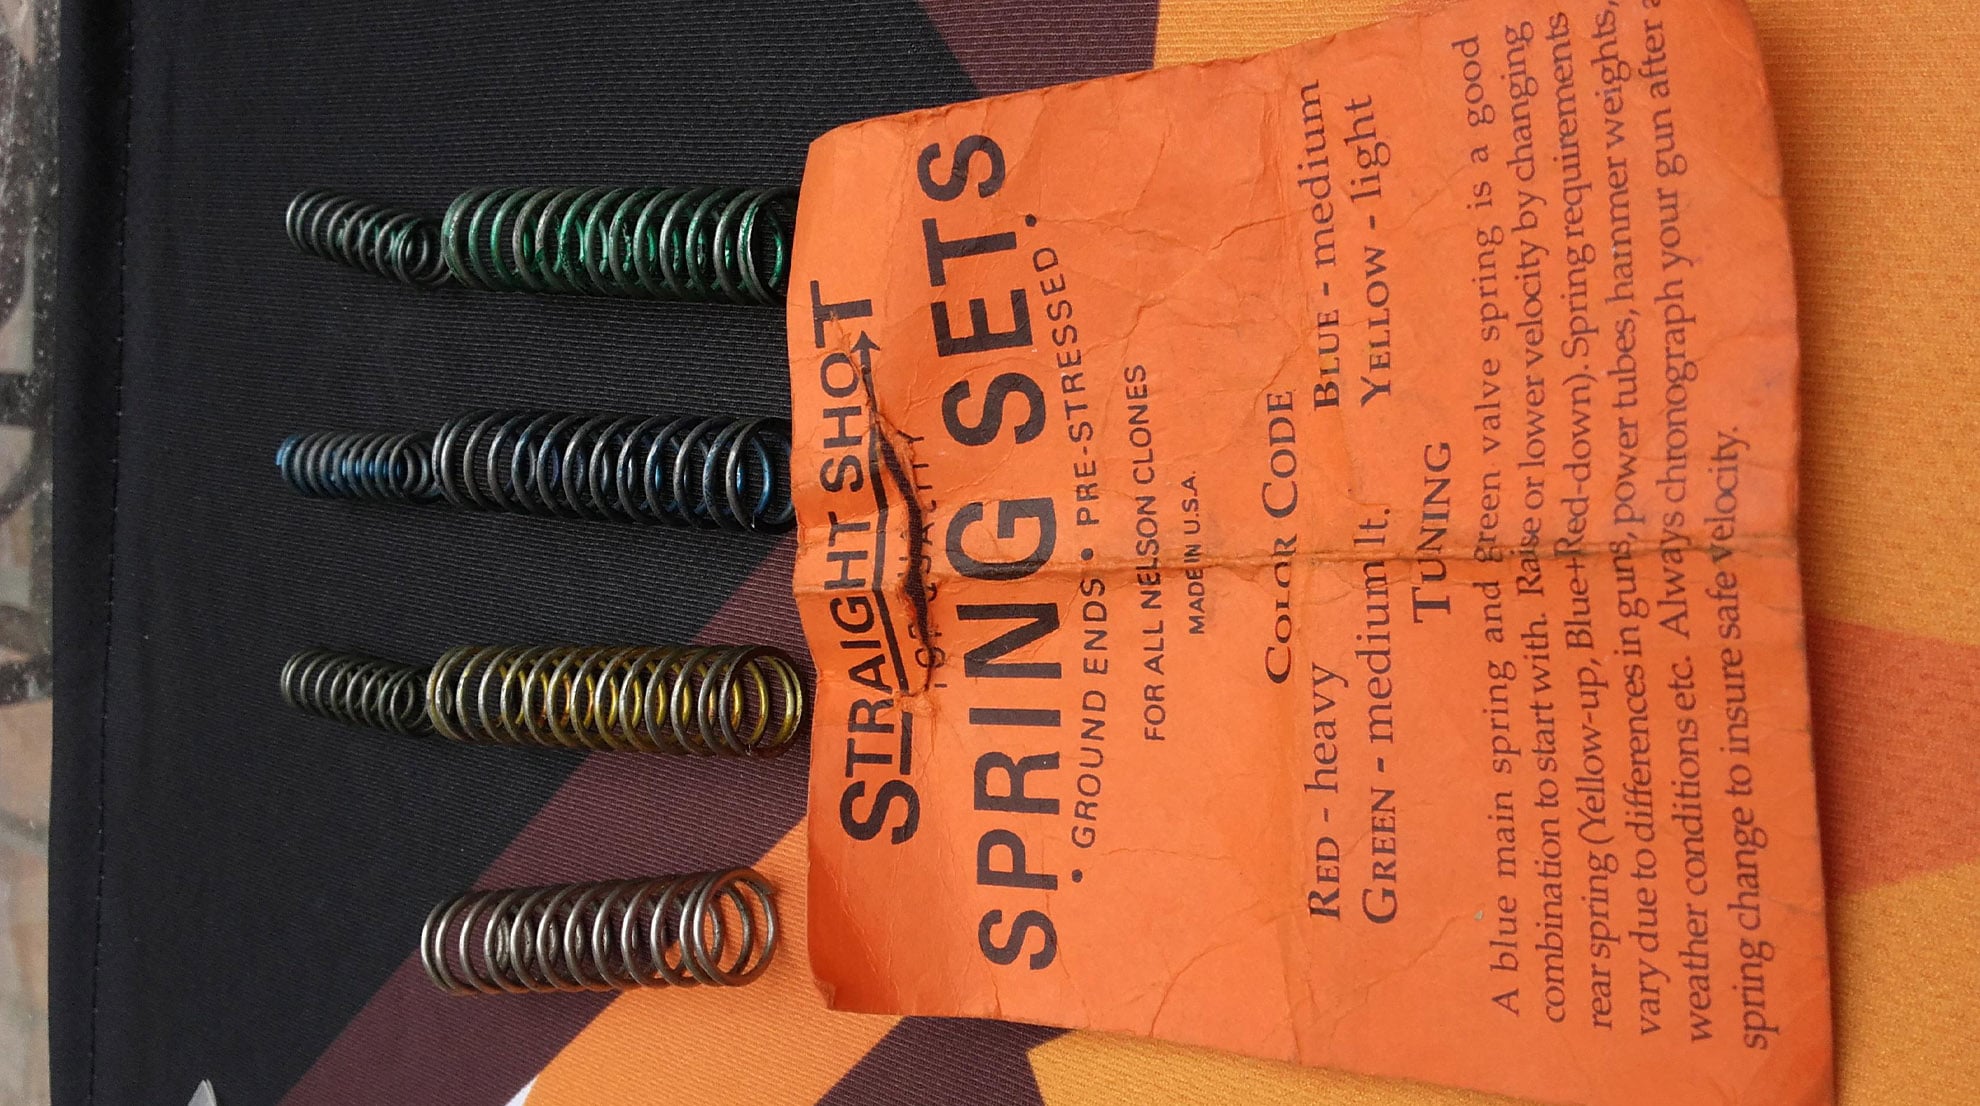 STRAIGHT SHOT
TOP QUALITY
SPRING SETS
• GROUND ENDS • PRE-STRESSED •
FOR ALL NELSON CLONES
MADE IN U.S.A.
COLOR CODE
RED - heavy BLUE - medium
GREEN - medium lt. YELLOW - light
TUNING
A blue main spring and green valve spring is a good
combination to start with. Raise or lower velocity by changing
rear spring (Yellow-up, Blue+Red-down). Spring requirements
vary due to differences in guns, power tubes, hammer weights,
weather conditions etc. Always chronograph your gun after a
spring change to insure safe velocity.